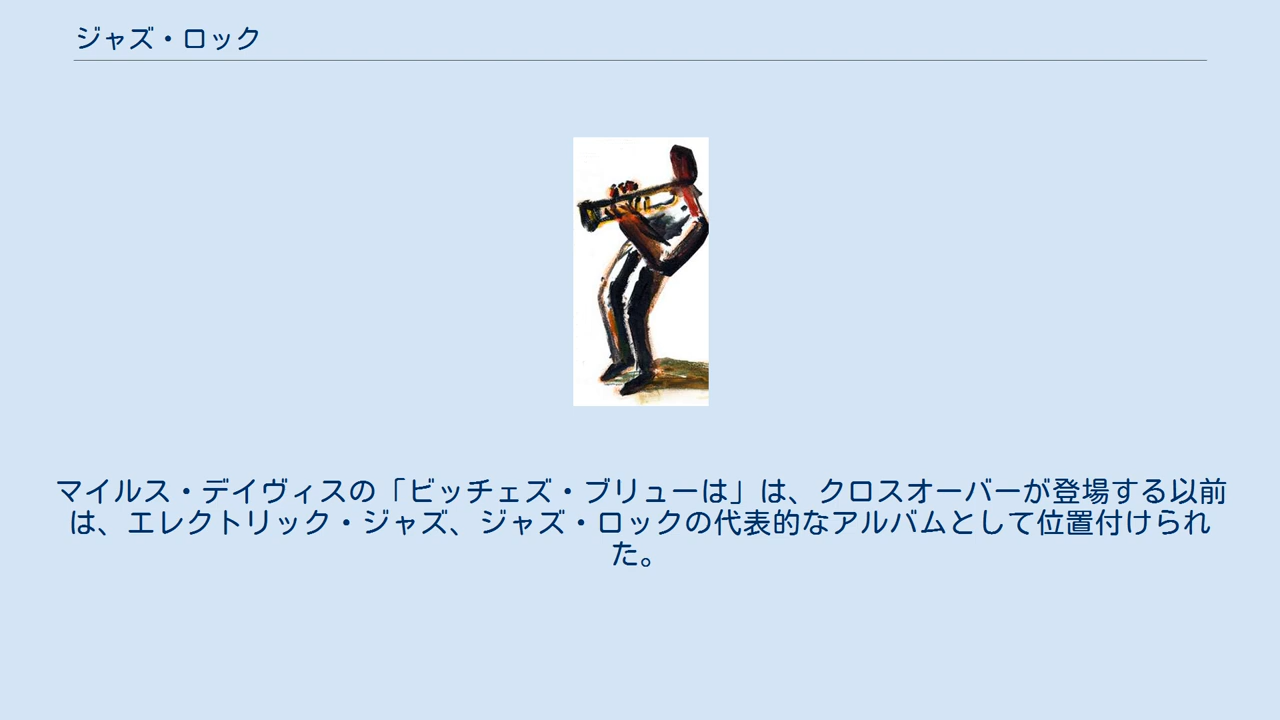 ジャズ・ロック
マイルス・デイヴィスの「ビッチェズ・ブリューは」は、クロスオーバーが登場する以前
は、エレクトリック・ジャズ、ジャズ・ロックの代表的なアルバムとして位置付けられ
た。